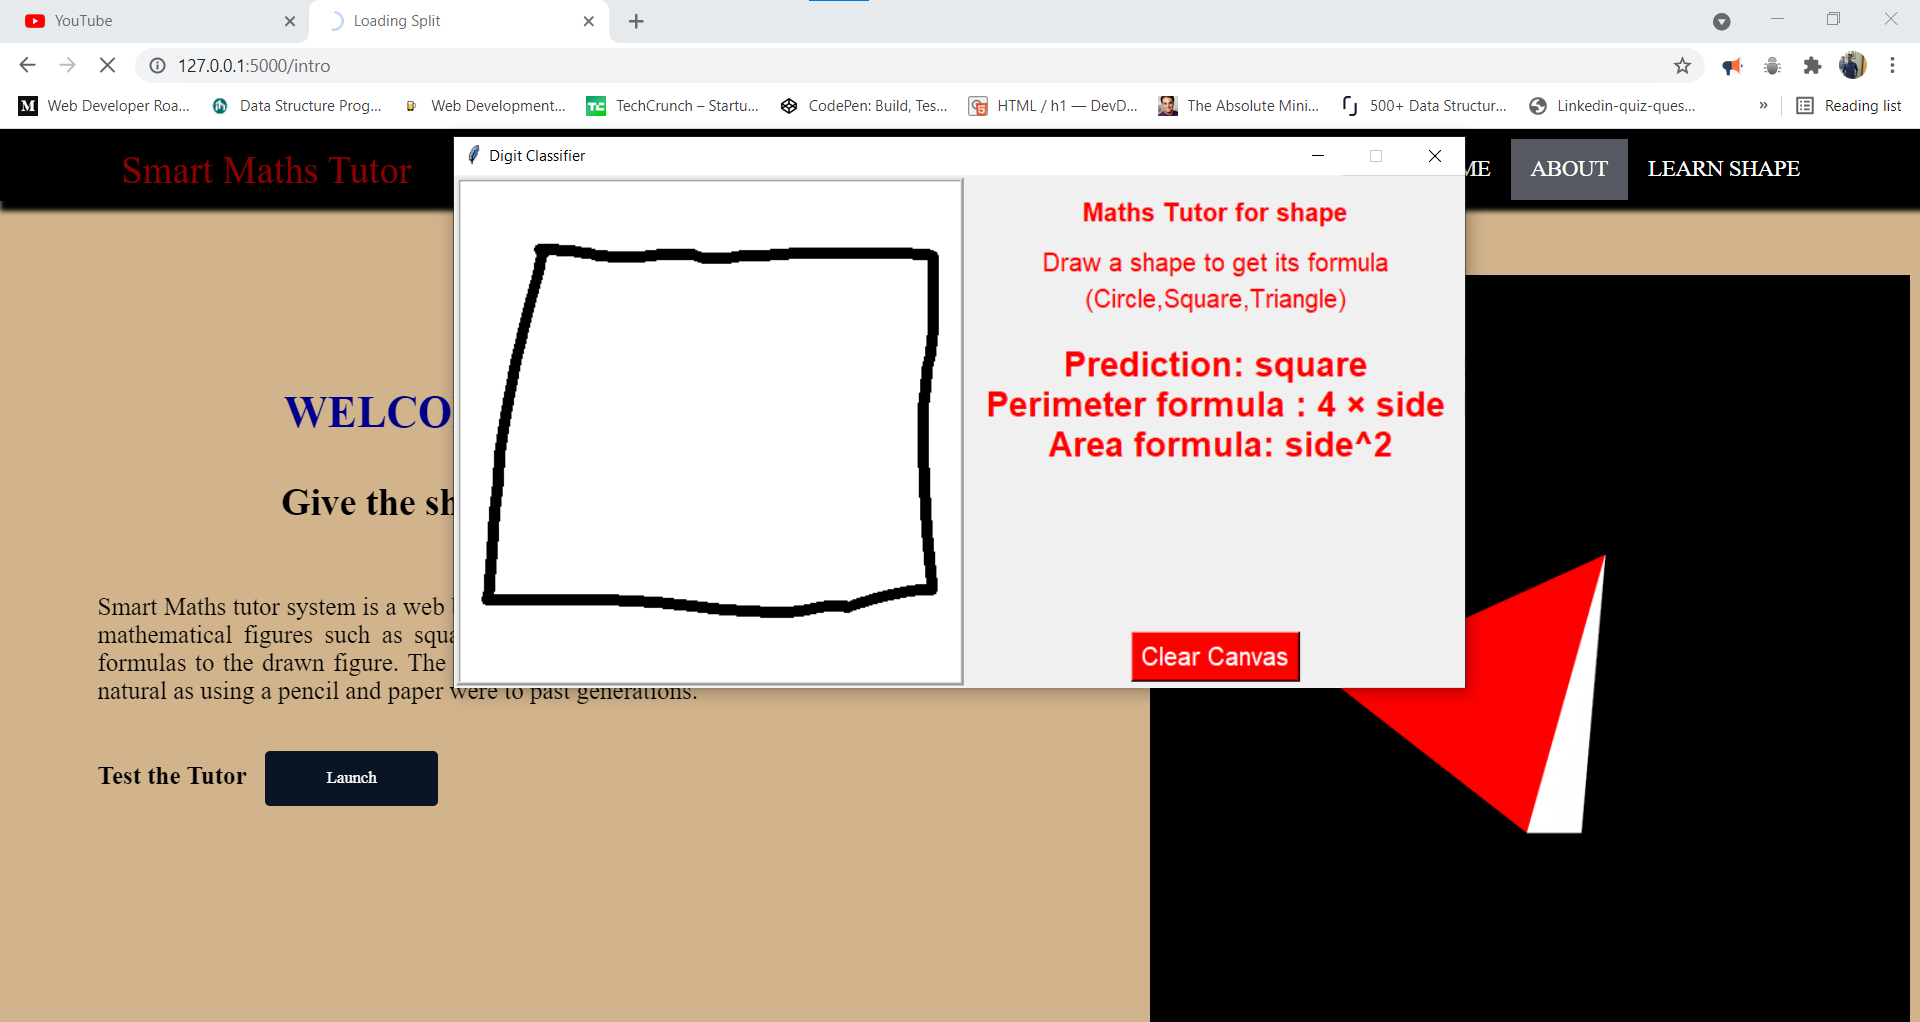 YouTube
Loading Split
127.0.0.1:5000/intro
M Web Developer Roa...
Data Structure Prog...
Web Development...
TC TechCrunch – Startu...
CodePen: Build, Tes...
HTML / h1 — DevD...
The Absolute Mini...
500+ Data Structur...
Linkedin-quiz-ques...
»
Reading list
Smart Maths Tutor
ABOUT
LEARN SHAPE
Digit Classifier
Maths Tutor for shape
Draw a shape to get its formula
(Circle,Square,Triangle)
Prediction: square
Perimeter formula : 4 × side
Area formula: side^2
Clear Canvas
WELCO
Give the sh
Smart Maths tutor system is a web
mathematical figures such as squ
formulas to the drawn figure. The
natural as using a pencil and paper were to past generations.
Test the Tutor
Launch